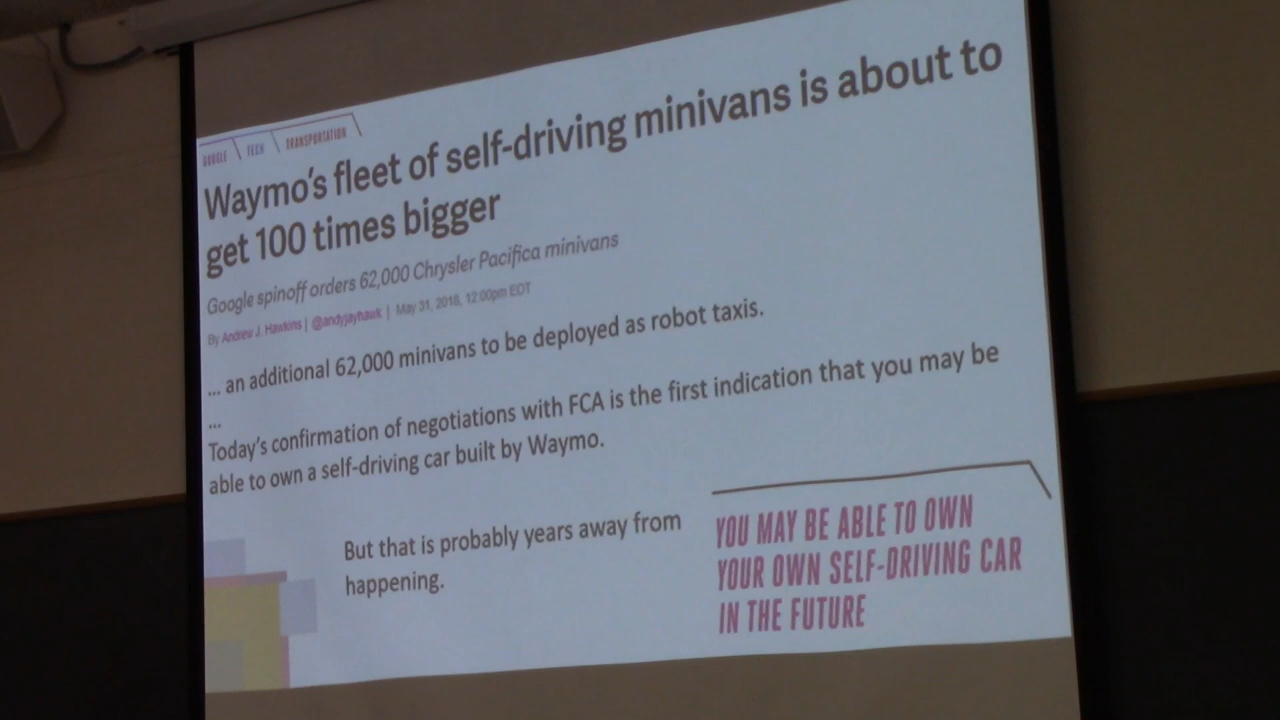 GOOGLE \ TECH \ TRANSPORTATION \
Waymo's fleet of self-driving minivans is about to
get 100 times bigger
Google spinoff orders 62,000 Chrysler Pacifica minivans
By Andrew J. Hawkins | @andyjayhawk | May 31, 2018, 12:00pm EDT
... an additional 62,000 minivans to be deployed as robot taxis.
...
Today's confirmation of negotiations with FCA is the first indication that you may be
able to own a self-driving car built by Waymo.
But that is probably years away from
happening.
YOU MAY BE ABLE TO OWN
YOUR OWN SELF-DRIVING CAR
IN THE FUTURE